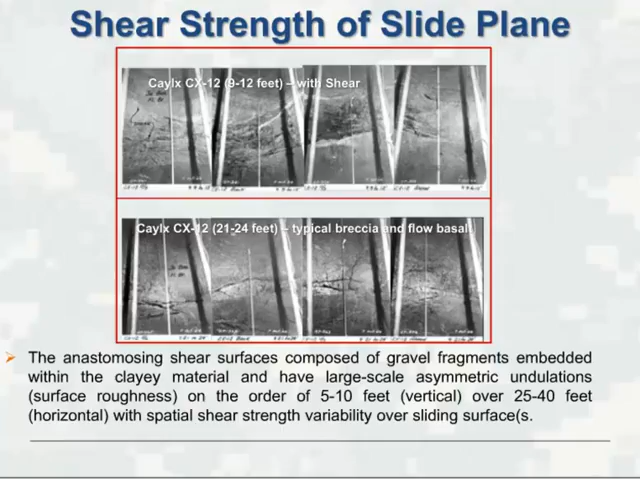 Shear Strength of Slide Plane
Caylx CX-12 (9-12 feet) – with Shear
Caylx CX-12 (21-24 feet) – typical breccia and flow basal
The anastomosing shear surfaces composed of gravel fragments embedded
within the clayey material and have large-scale asymmetric undulations
(surface roughness) on the order of 5-10 feet (vertical) over 25-40 feet
(horizontal) with spatial shear strength variability over sliding surface(s.